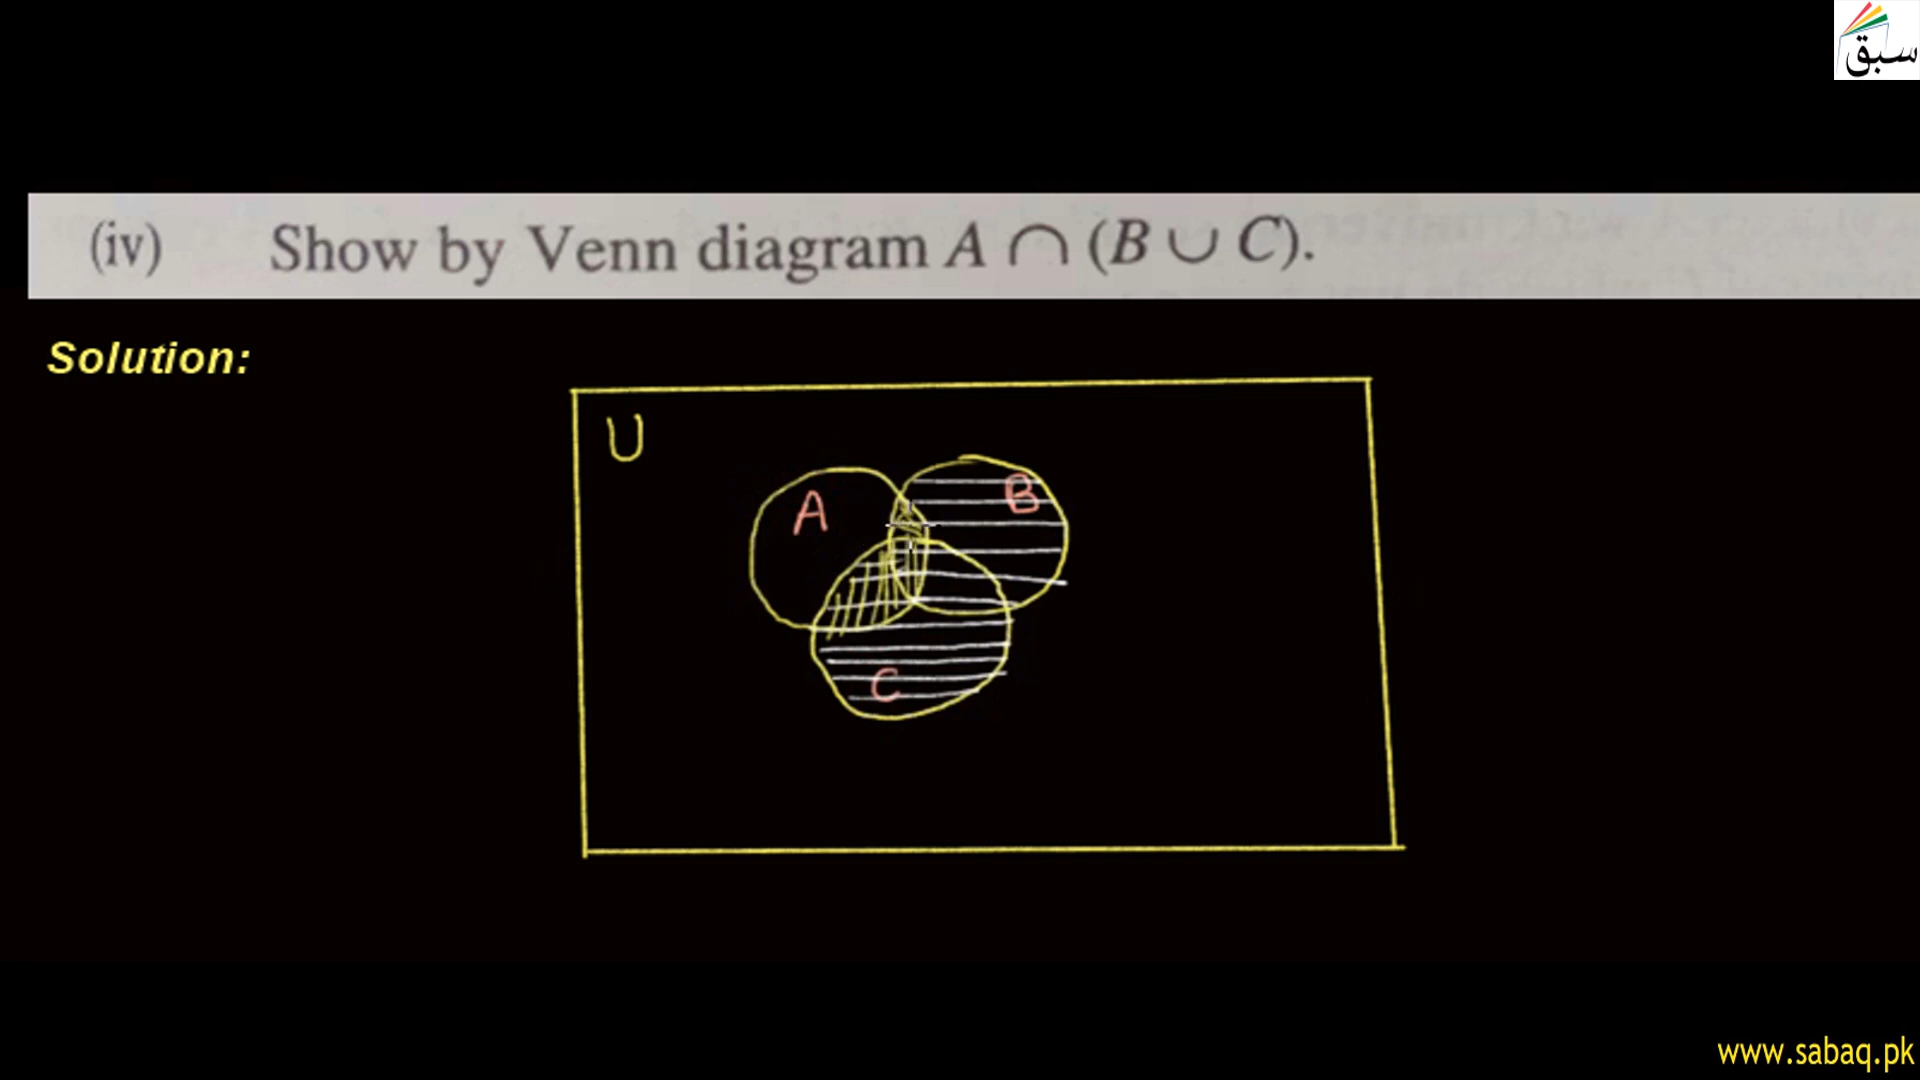 سبق
(iv) Show by Venn diagram A ∩ (B ∪ C).
Solution:
U
A
B
C
www.sabaq.pk